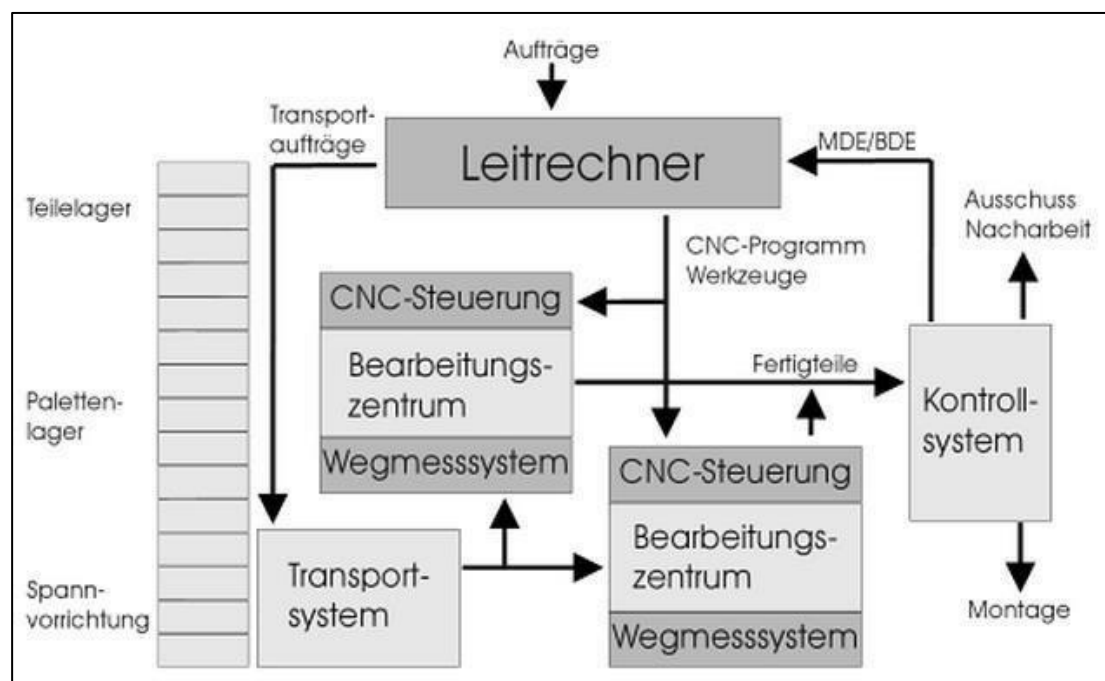 Aufträge
Transport-
aufträge
Leitrechner
MDE/BDE
Teilelager
Ausschuss
Nacharbeit
CNC-Programm
Werkzeuge
CNC-Steuerung
Bearbeitungs-
zentrum
Wegmesssystem
Fertigteile
Kontroll-
system
Paletten-
lager
CNC-Steuerung
Bearbeitungs-
zentrum
Wegmesssystem
Transport-
system
Spann-
vorrichtung
Montage